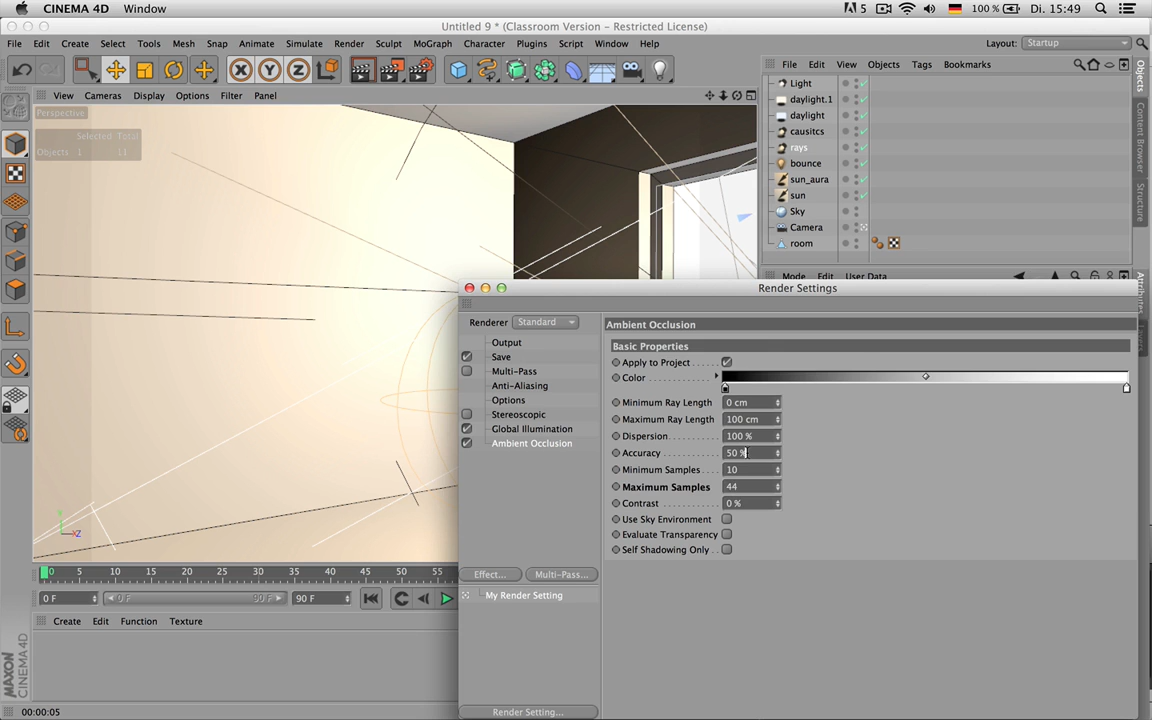 CINEMA 4D Window 5 100 % Di. 15:49
Untitled 9 * (Classroom Version - Restricted License)
File Edit Create Select Tools Mesh Snap Animate Simulate Render Sculpt MoGraph Character Plugins Script Window Help Layout: Startup
X Y Z
File Edit View Objects Tags Bookmarks
View Cameras Display Options Filter Panel
Perspective
Selected Total
Objects 1 11
Light
daylight.1
daylight
causitcs
rays
bounce
sun_aura
sun
Sky
Camera
room
Objects
Content Browser
Structure
Mode Edit User Data
Attributes
Render Settings
Renderer Standard
Output
Save
Multi-Pass
Anti-Aliasing
Options
Stereoscopic
Global Illumination
Ambient Occlusion
Effect... Multi-Pass...
My Render Setting
Render Setting...
Ambient Occlusion
Basic Properties
Apply to Project
Color
Minimum Ray Length 0 cm
Maximum Ray Length 100 cm
Dispersion 100 %
Accuracy 50 %
Minimum Samples 10
Maximum Samples 44
Contrast 0 %
Use Sky Environment
Evaluate Transparency
Self Shadowing Only
Y
Z
0 5 10 15 20 25 30 35 40 45 50 55
0 F 0 F 90 F 90 F
Create Edit Function Texture
MAXON
CINEMA 4D
00:00:05